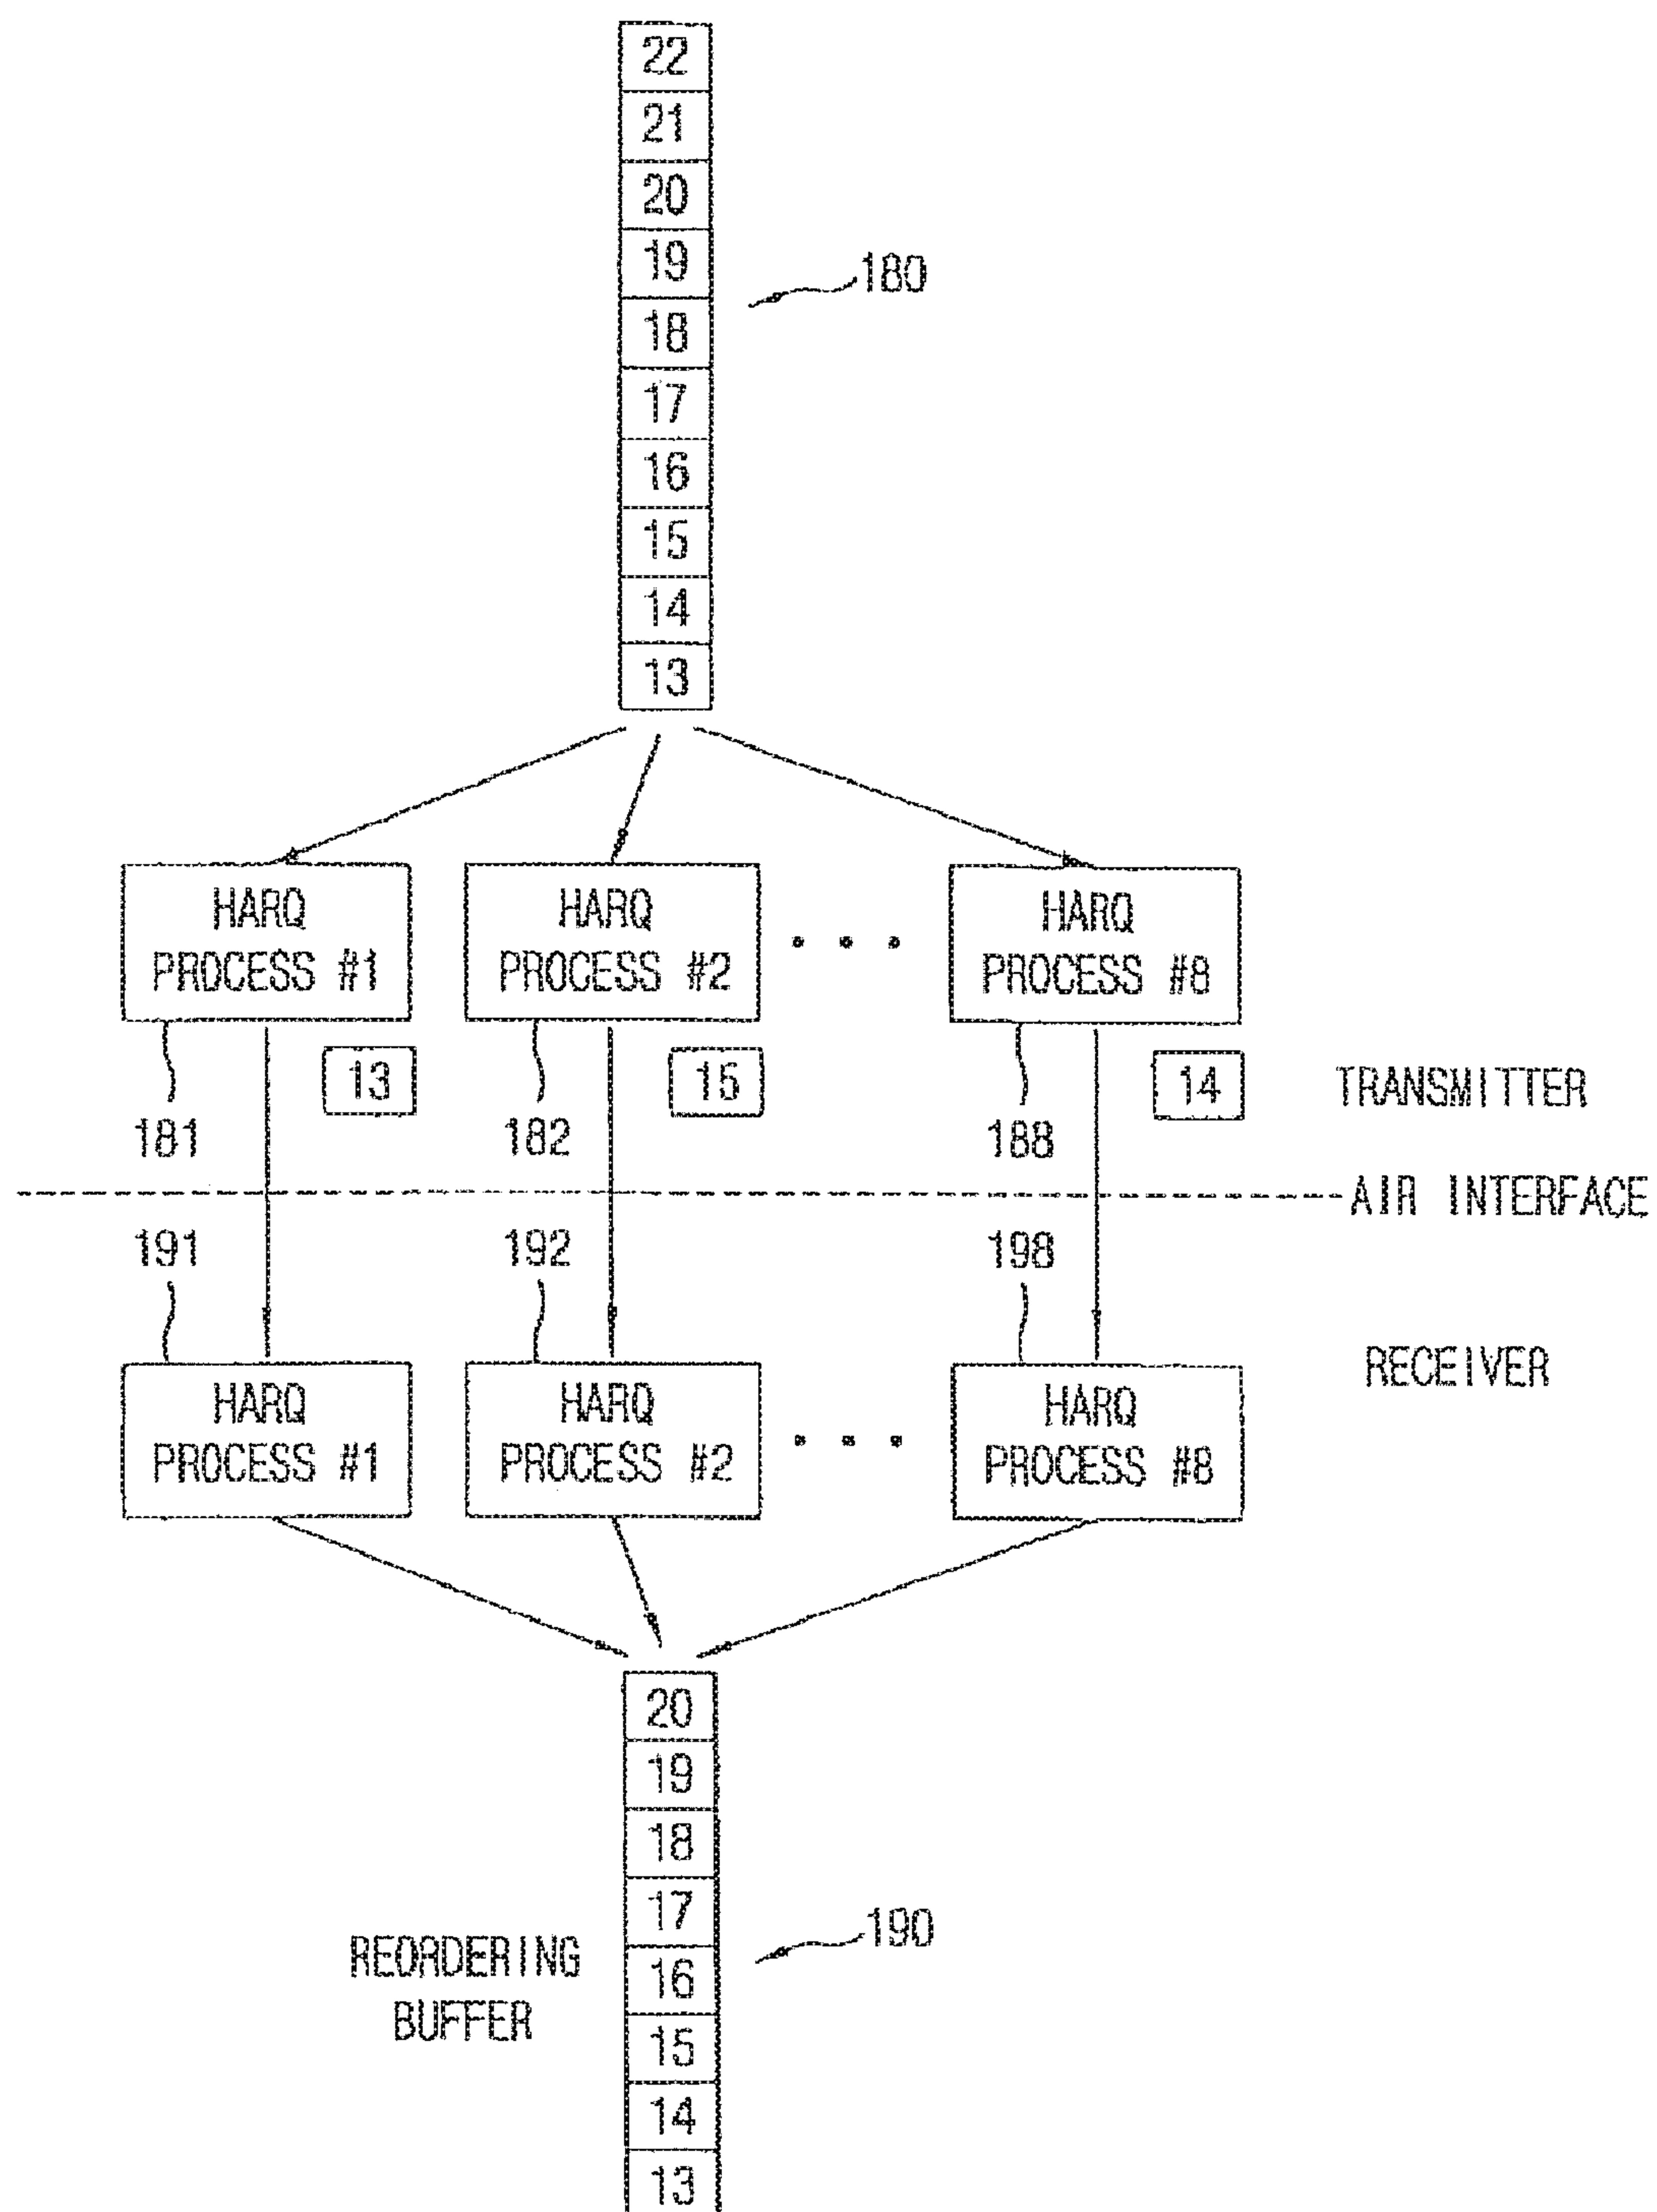 22
21
20
19
180
18
17
16
15
14
13
HARQ
PROCESS #1
HARQ
PROCESS #2
HARQ
PROCESS #8
13
15
14
TRANSMITTER
181
182
188
AIR INTERFACE
191
192
198
RECEIVER
HARQ
PROCESS #1
HARQ
PROCESS #2
HARQ
PROCESS #8
20
19
18
17
190
REORDERING
BUFFER
16
15
14
13